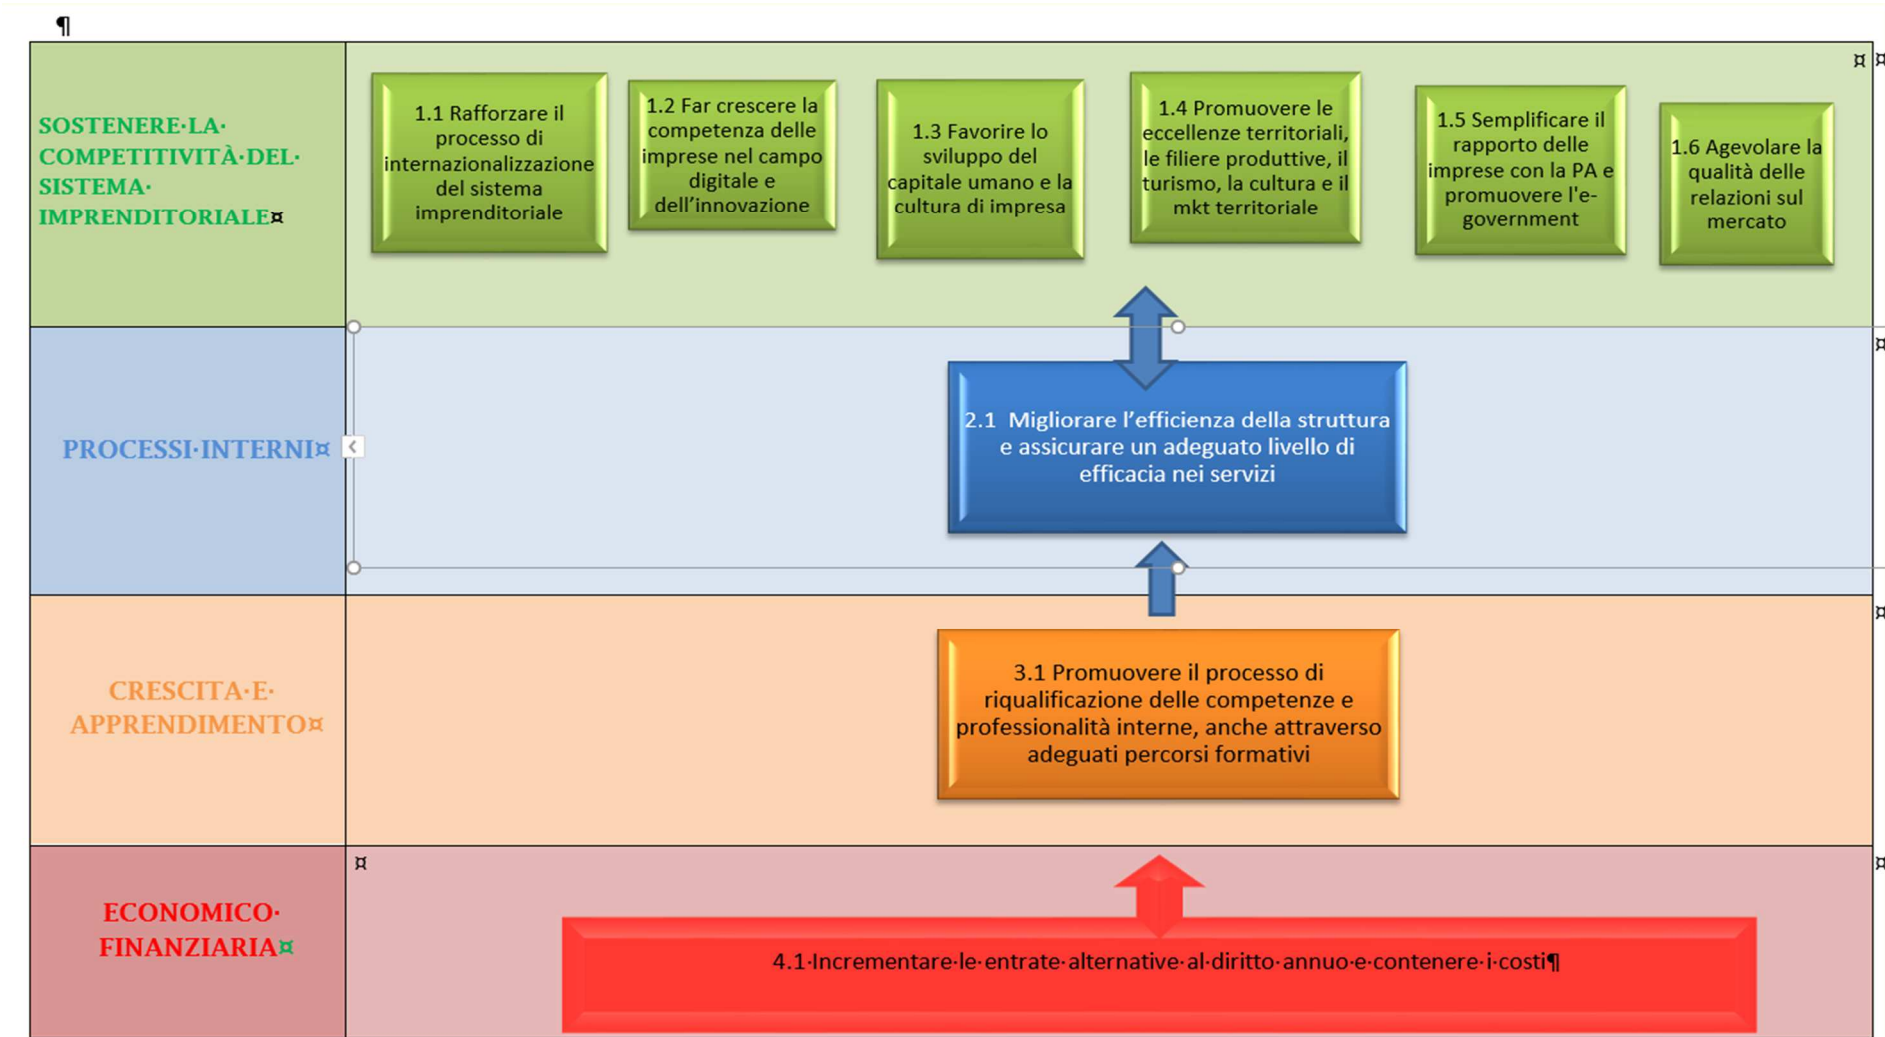 ¶
SOSTENERE·LA·
COMPETITIVITÀ·DEL·
SISTEMA·
IMPRENDITORIALE¤
1.1 Rafforzare il
processo di
internazionalizzazione
del sistema
imprenditoriale
1.2 Far crescere la
competenza delle
imprese nel campo
digitale e
dell’innovazione
1.3 Favorire lo
sviluppo del
capitale umano e la
cultura di impresa
1.4 Promuovere le
eccellenze territoriali,
le filiere produttive, il
turismo, la cultura e il
mkt territoriale
1.5 Semplificare il
rapporto delle
imprese con la PA e
promuovere l'e-
government
1.6 Agevolare la
qualità delle
relazioni sul
mercato
¤ ¤
PROCESSI·INTERNI¤
2.1  Migliorare l’efficienza della struttura
e assicurare un adeguato livello di
efficacia nei servizi
¤
CRESCITA·E·
APPRENDIMENTO¤
3.1 Promuovere il processo di
riqualificazione delle competenze e
professionalità interne, anche attraverso
adeguati percorsi formativi
¤
ECONOMICO·
FINANZIARIA¤
¤
4.1·Incrementare·le·entrate·alternative·al·diritto·annuo·e·contenere·i·costi¶
¤